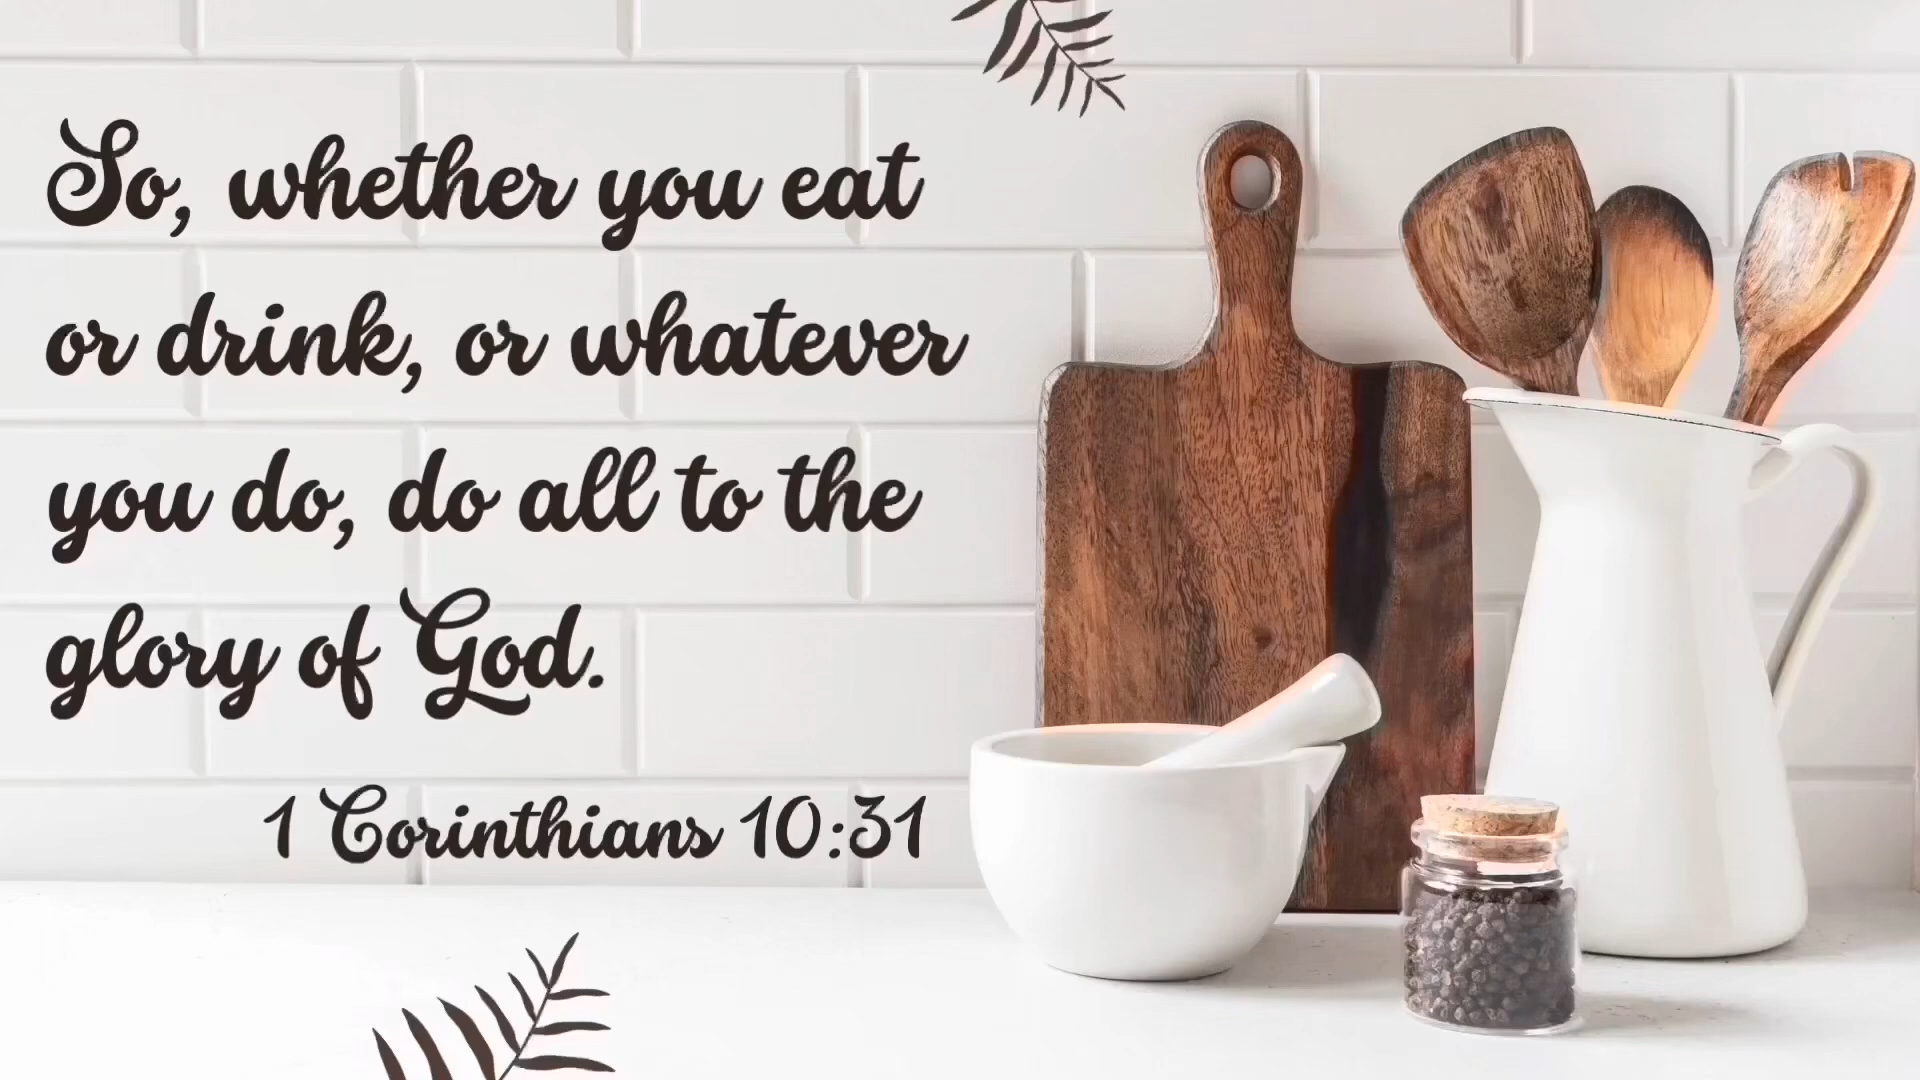 So, whether you eat
or drink, or whatever
you do, do all to the
glory of God.
1 Corinthians 10:31